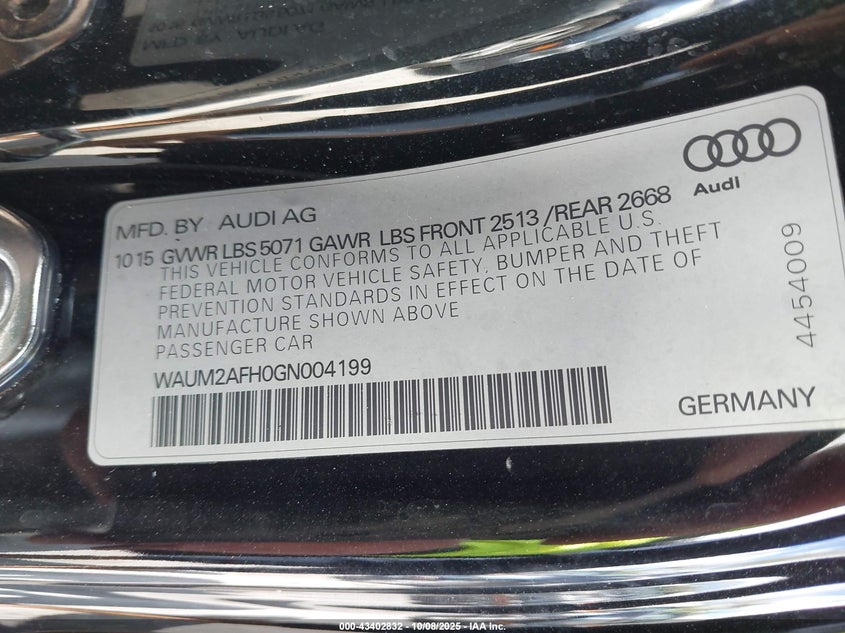 Audi
MFD. BY AUDI AG
10 15 GVWR LBS 5071 GAWR LBS FRONT 2513 / REAR 2668
THIS VEHICLE CONFORMS TO ALL APPLICABLE U.S.
FEDERAL MOTOR VEHICLE SAFETY, BUMPER AND THEFT
PREVENTION STANDARDS IN EFFECT ON THE DATE OF
MANUFACTURE SHOWN ABOVE
PASSENGER CAR
WAUM2AFH0GN004199
GERMANY
4454009
000-43402832 - 10/08/2025 - IAA Inc.